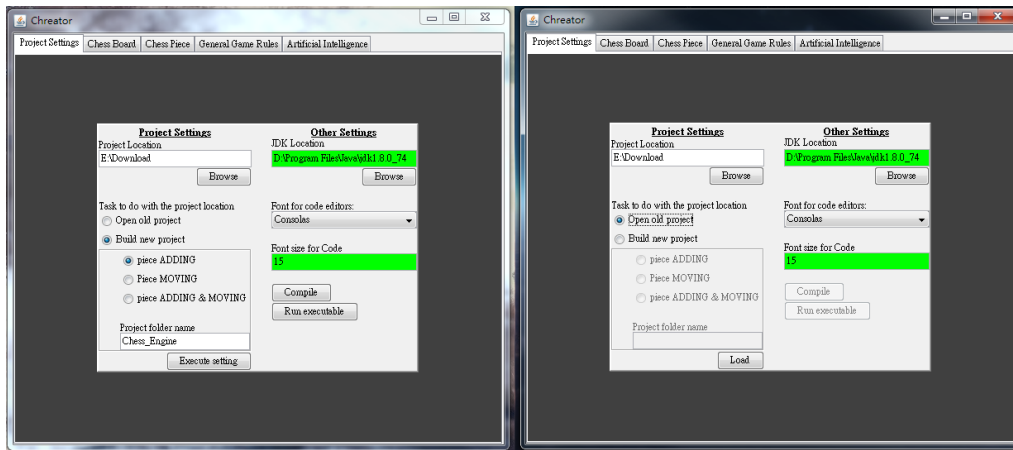 Chreator
Project Settings Chess Board Chess Piece General Game Rules Artificial Intelligence
Project Settings
Project Location
E:\Download
Browse
Task to do with the project location
Open old project
Build new project
piece ADDING
Piece MOVING
piece ADDING & MOVING
Project folder name
Chess_Engine
Execute setting
Other Settings
JDK Location
D:\Program Files\Java\jdk1.8.0_74
Browse
Font for code editors:
Consolas
Font size for Code
15
Compile
Run executable
Chreator
Project Settings Chess Board Chess Piece General Game Rules Artificial Intelligence
Project Settings
Project Location
E:\Download
Browse
Task to do with the project location
Open old project
Build new project
piece ADDING
Piece MOVING
piece ADDING & MOVING
Project folder name
Load
Other Settings
JDK Location
D:\Program Files\Java\jdk1.8.0_74
Browse
Font for code editors:
Consolas
Font size for Code
15
Compile
Run executable